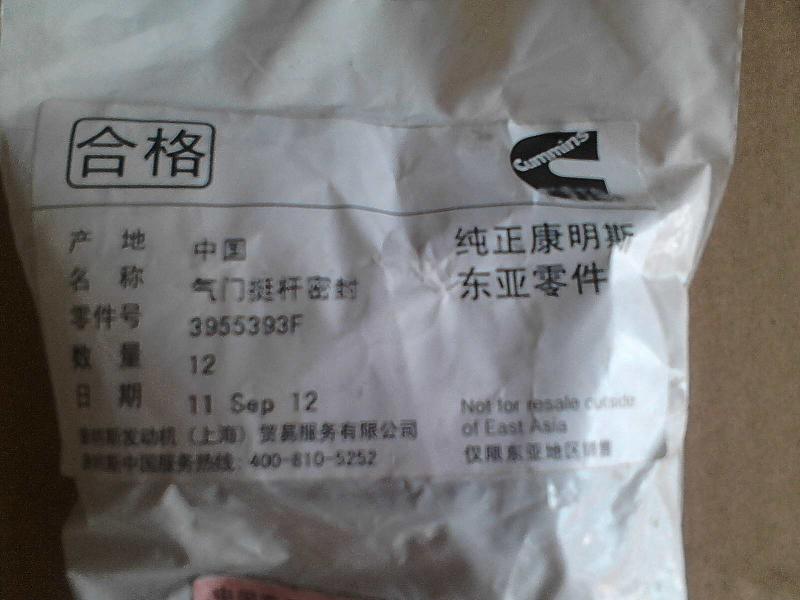 合格
Cummins
产 地 中国
纯正康明斯
名 称 气门挺杆密封
东亚零件
零件号 3955393F
数 量 12
日 期 11 Sep 12
Not for resale outside
of East Asia
仅限东亚地区销售
康明斯发动机（上海）贸易服务有限公司
康明斯中国服务热线: 400-810-5252